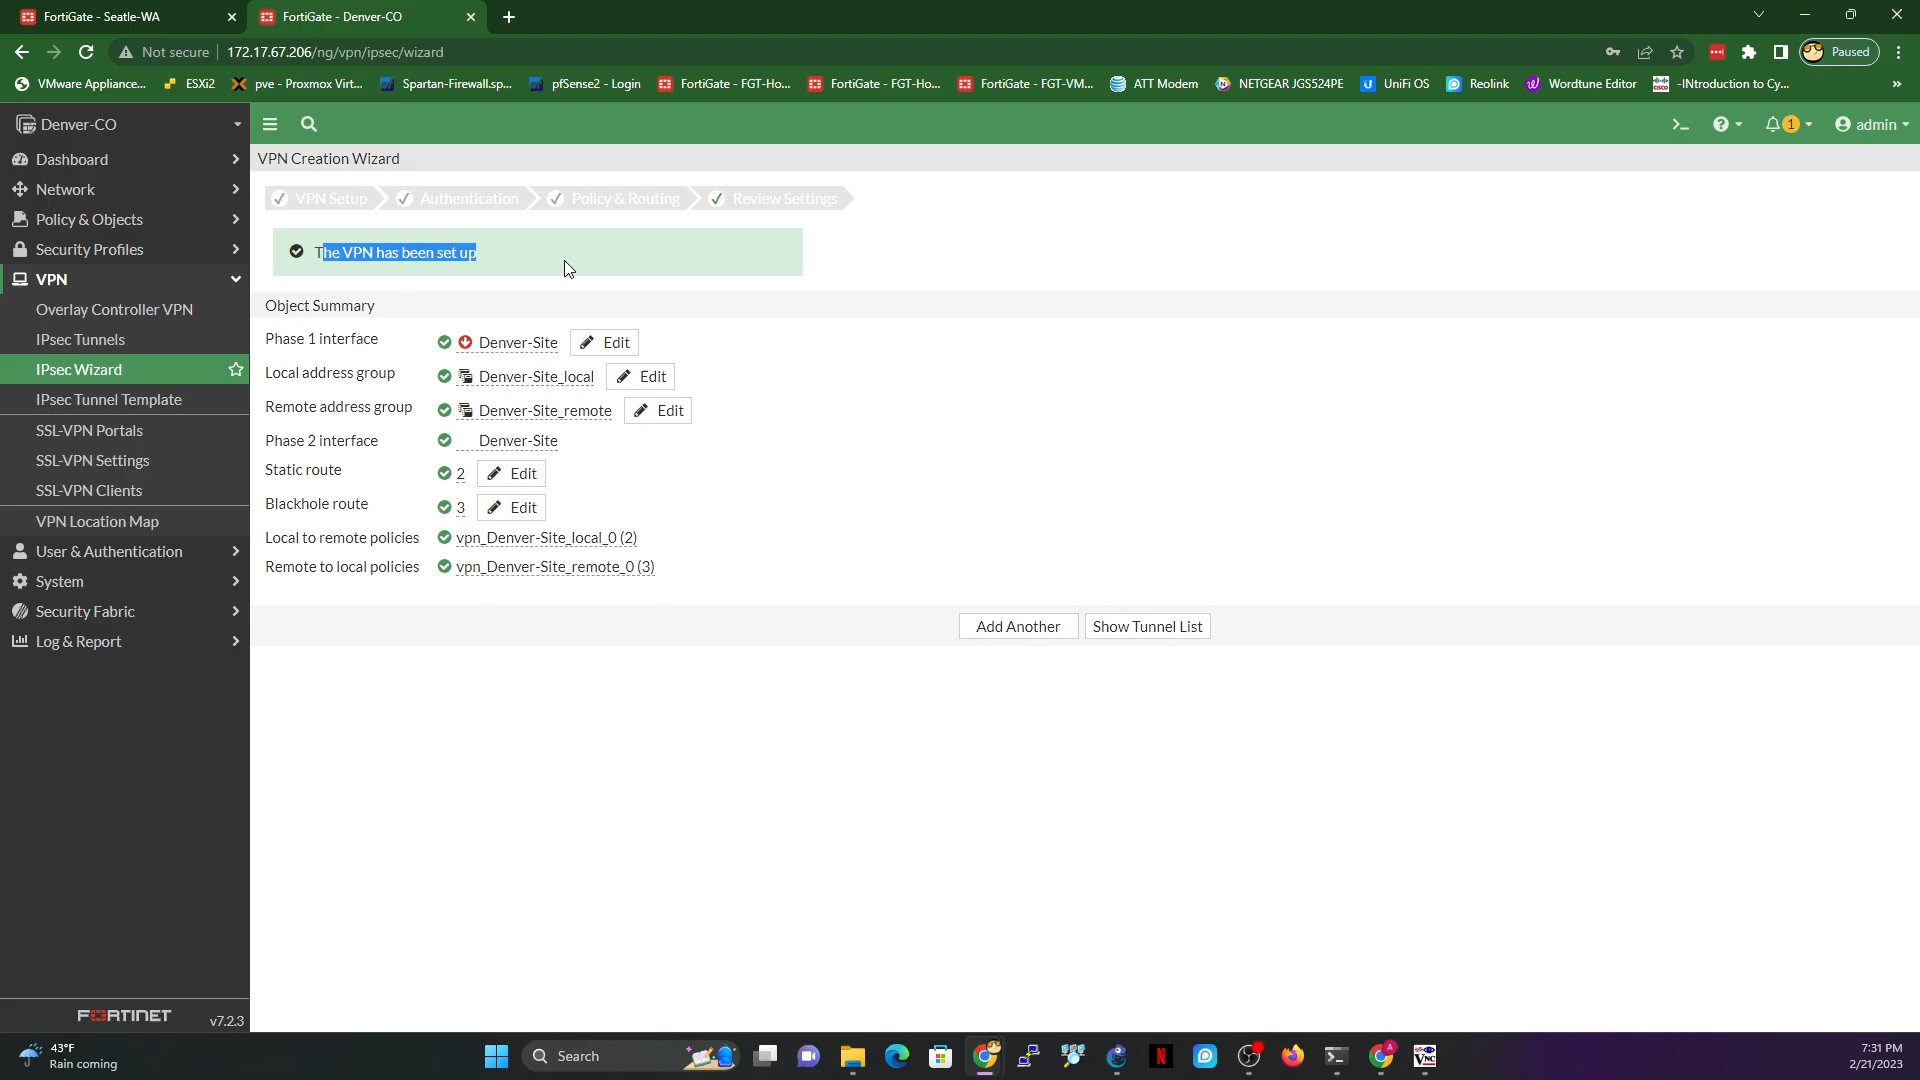 FortiGate - Seatle-WA
FortiGate - Denver-CO
Not secure
172.17.67.206/ng/vpn/ipsec/wizard
Paused
VMware Appliance...
ESXi2
pve - Proxmox Virt...
Spartan-Firewall.sp...
pfSense2 - Login
FortiGate - FGT-Ho...
FortiGate - FGT-Ho...
FortiGate - FGT-VM...
ATT Modem
NETGEAR JGS524PE
UniFi OS
Reolink
Wordtune Editor
-INtroduction to Cy...
»
Denver-CO
1
admin
Dashboard
Network
Policy & Objects
Security Profiles
VPN
Overlay Controller VPN
IPsec Tunnels
IPsec Wizard
IPsec Tunnel Template
SSL-VPN Portals
SSL-VPN Settings
SSL-VPN Clients
VPN Location Map
User & Authentication
System
Security Fabric
Log & Report
FORTINET
v7.2.3
VPN Creation Wizard
VPN Setup
Authentication
Policy & Routing
Review Settings
The VPN has been set up
Object Summary
Phase 1 interface Denver-Site Edit
Local address group Denver-Site_local Edit
Remote address group Denver-Site_remote Edit
Phase 2 interface Denver-Site
Static route 2 Edit
Blackhole route 3 Edit
Local to remote policies vpn_Denver-Site_local_0 (2)
Remote to local policies vpn_Denver-Site_remote_0 (3)
Add Another
Show Tunnel List
43°F
Rain coming
Search
7:31 PM
2/21/2023